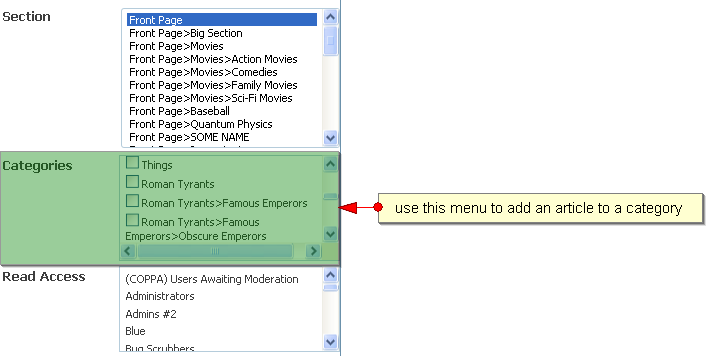 Section
Front Page
Front Page>Big Section
Front Page>Movies
Front Page>Movies>Action Movies
Front Page>Movies>Comedies
Front Page>Movies>Family Movies
Front Page>Movies>Sci-Fi Movies
Front Page>Baseball
Front Page>Quantum Physics
Front Page>SOME NAME
Categories
Things
Roman Tyrants
Roman Tyrants>Famous Emperors
Roman Tyrants>Famous
Emperors>Obscure Emperors
use this menu to add an article to a category
Read Access
(COPPA) Users Awaiting Moderation
Administrators
Admins #2
Blue
Bug Scrubbers